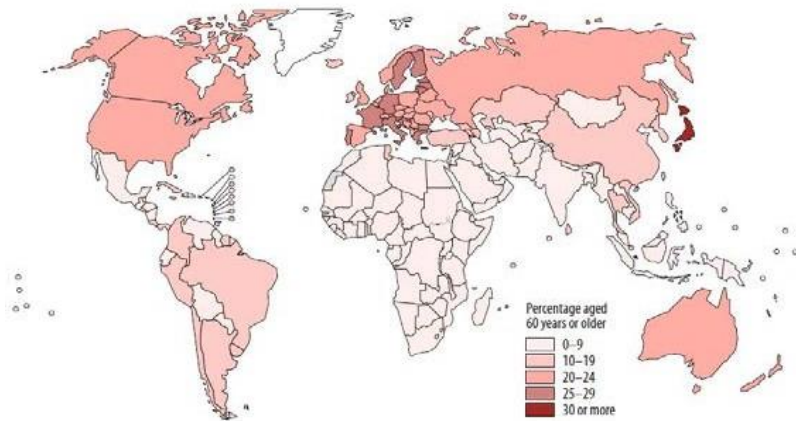 Percentage aged
60 years or older
0–9
10–19
20–24
25–29
30 or more